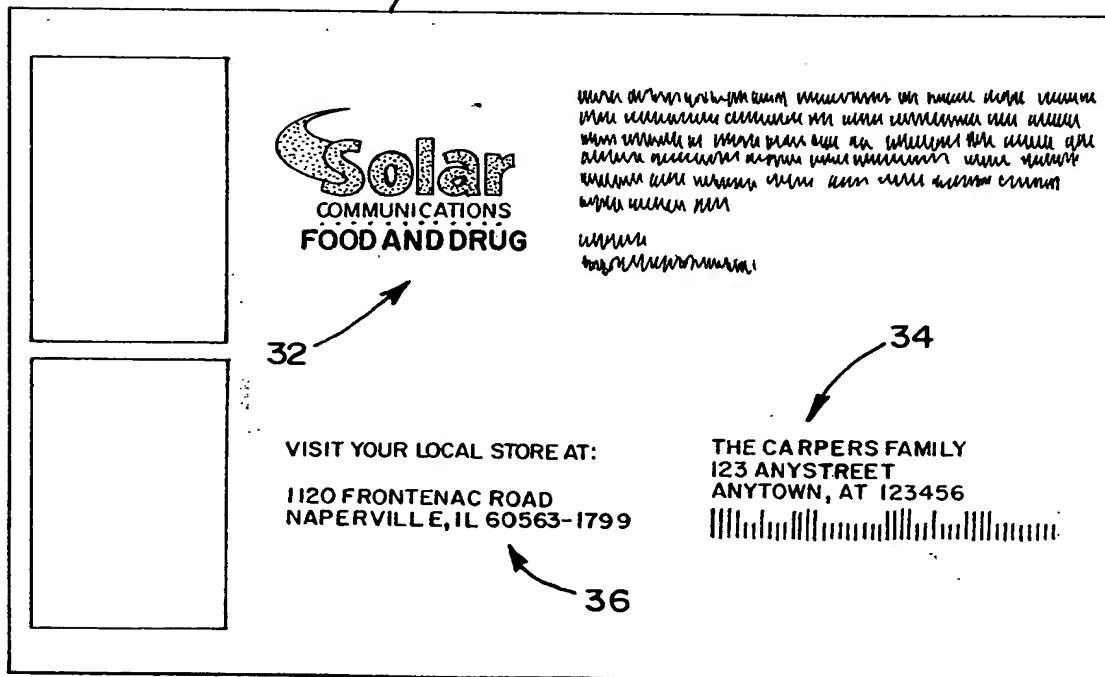 Solar
COMMUNICATIONS
FOOD AND DRUG
32
34
VISIT YOUR LOCAL STORE AT:
1120 FRONTENAC ROAD
NAPERVILLE, IL 60563-1799
36
THE CARPERS FAMILY
123 ANYSTREET
ANYTOWN, AT 123456